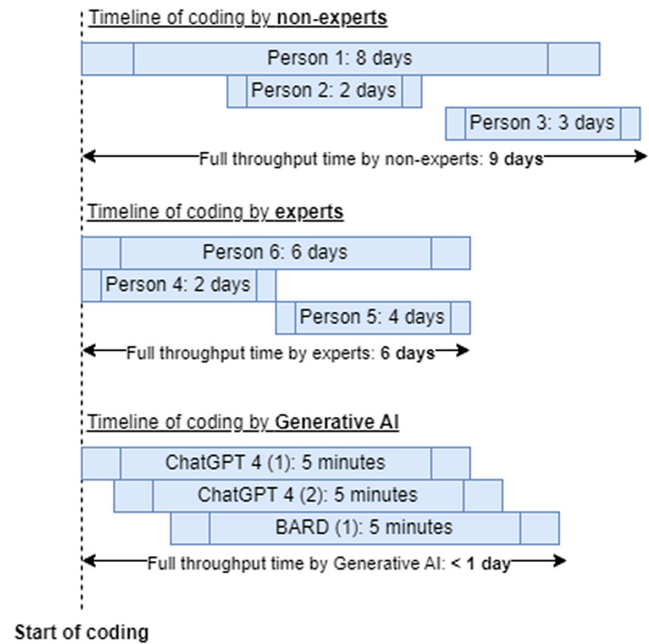 Timeline of coding by non-experts
Person 1: 8 days
Person 2: 2 days
Person 3: 3 days
Full throughput time by non-experts: 9 days
Timeline of coding by experts
Person 6: 6 days
Person 4: 2 days
Person 5: 4 days
Full throughput time by experts: 6 days
Timeline of coding by Generative AI
ChatGPT 4 (1): 5 minutes
ChatGPT 4 (2): 5 minutes
BARD (1): 5 minutes
Full throughput time by Generative AI: < 1 day
Start of coding